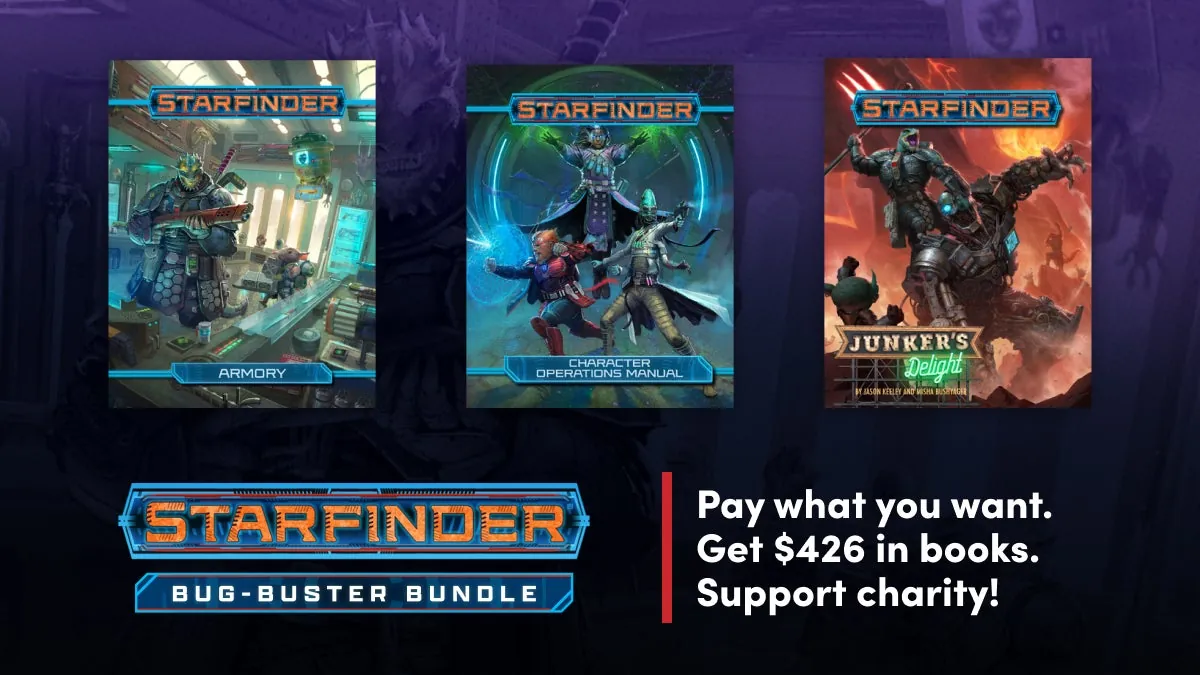 STARFINDER
ARMORY
STARFINDER
CHARACTER
OPERATIONS MANUAL
STARFINDER
JUNKER'S
Delight
BY JASON KEELEY AND MISHA BUSHYAGER
STARFINDER
BUG-BUSTER BUNDLE
Pay what you want.
Get $426 in books.
Support charity!